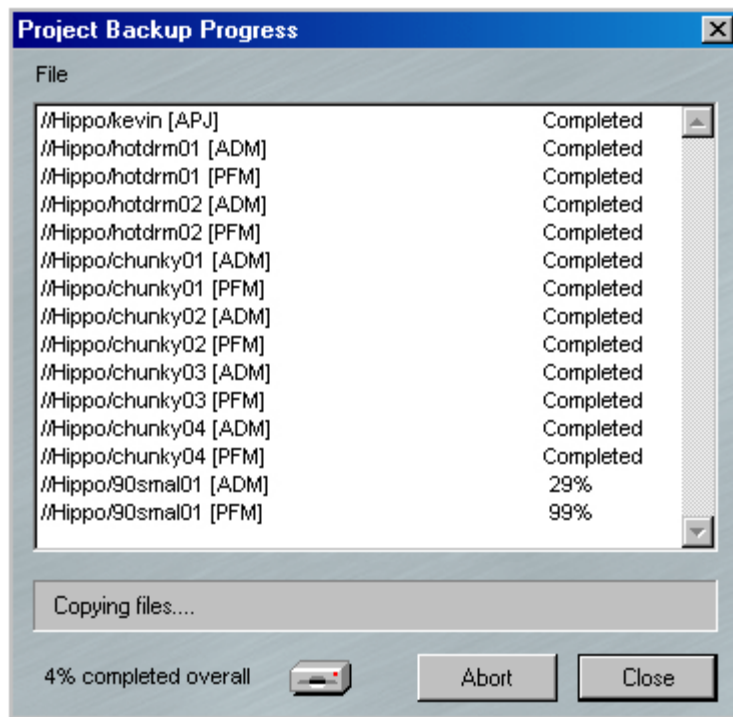 Project Backup Progress
File
//Hippo/kevin [APJ] Completed
//Hippo/hotdrm01 [ADM] Completed
//Hippo/hotdrm01 [PFM] Completed
//Hippo/hotdrm02 [ADM] Completed
//Hippo/hotdrm02 [PFM] Completed
//Hippo/chunky01 [ADM] Completed
//Hippo/chunky01 [PFM] Completed
//Hippo/chunky02 [ADM] Completed
//Hippo/chunky02 [PFM] Completed
//Hippo/chunky03 [ADM] Completed
//Hippo/chunky03 [PFM] Completed
//Hippo/chunky04 [ADM] Completed
//Hippo/chunky04 [PFM] Completed
//Hippo/90smal01 [ADM] 29%
//Hippo/90smal01 [PFM] 99%
Copying files....
4% completed overall Abort Close